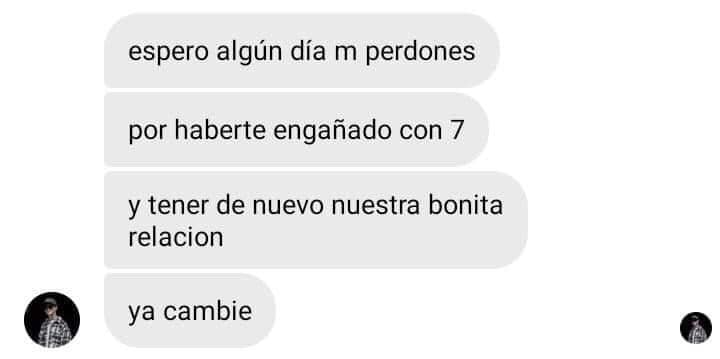 espero algún día m perdones
por haberte engañado con 7
y tener de nuevo nuestra bonita
relacion
ya cambie